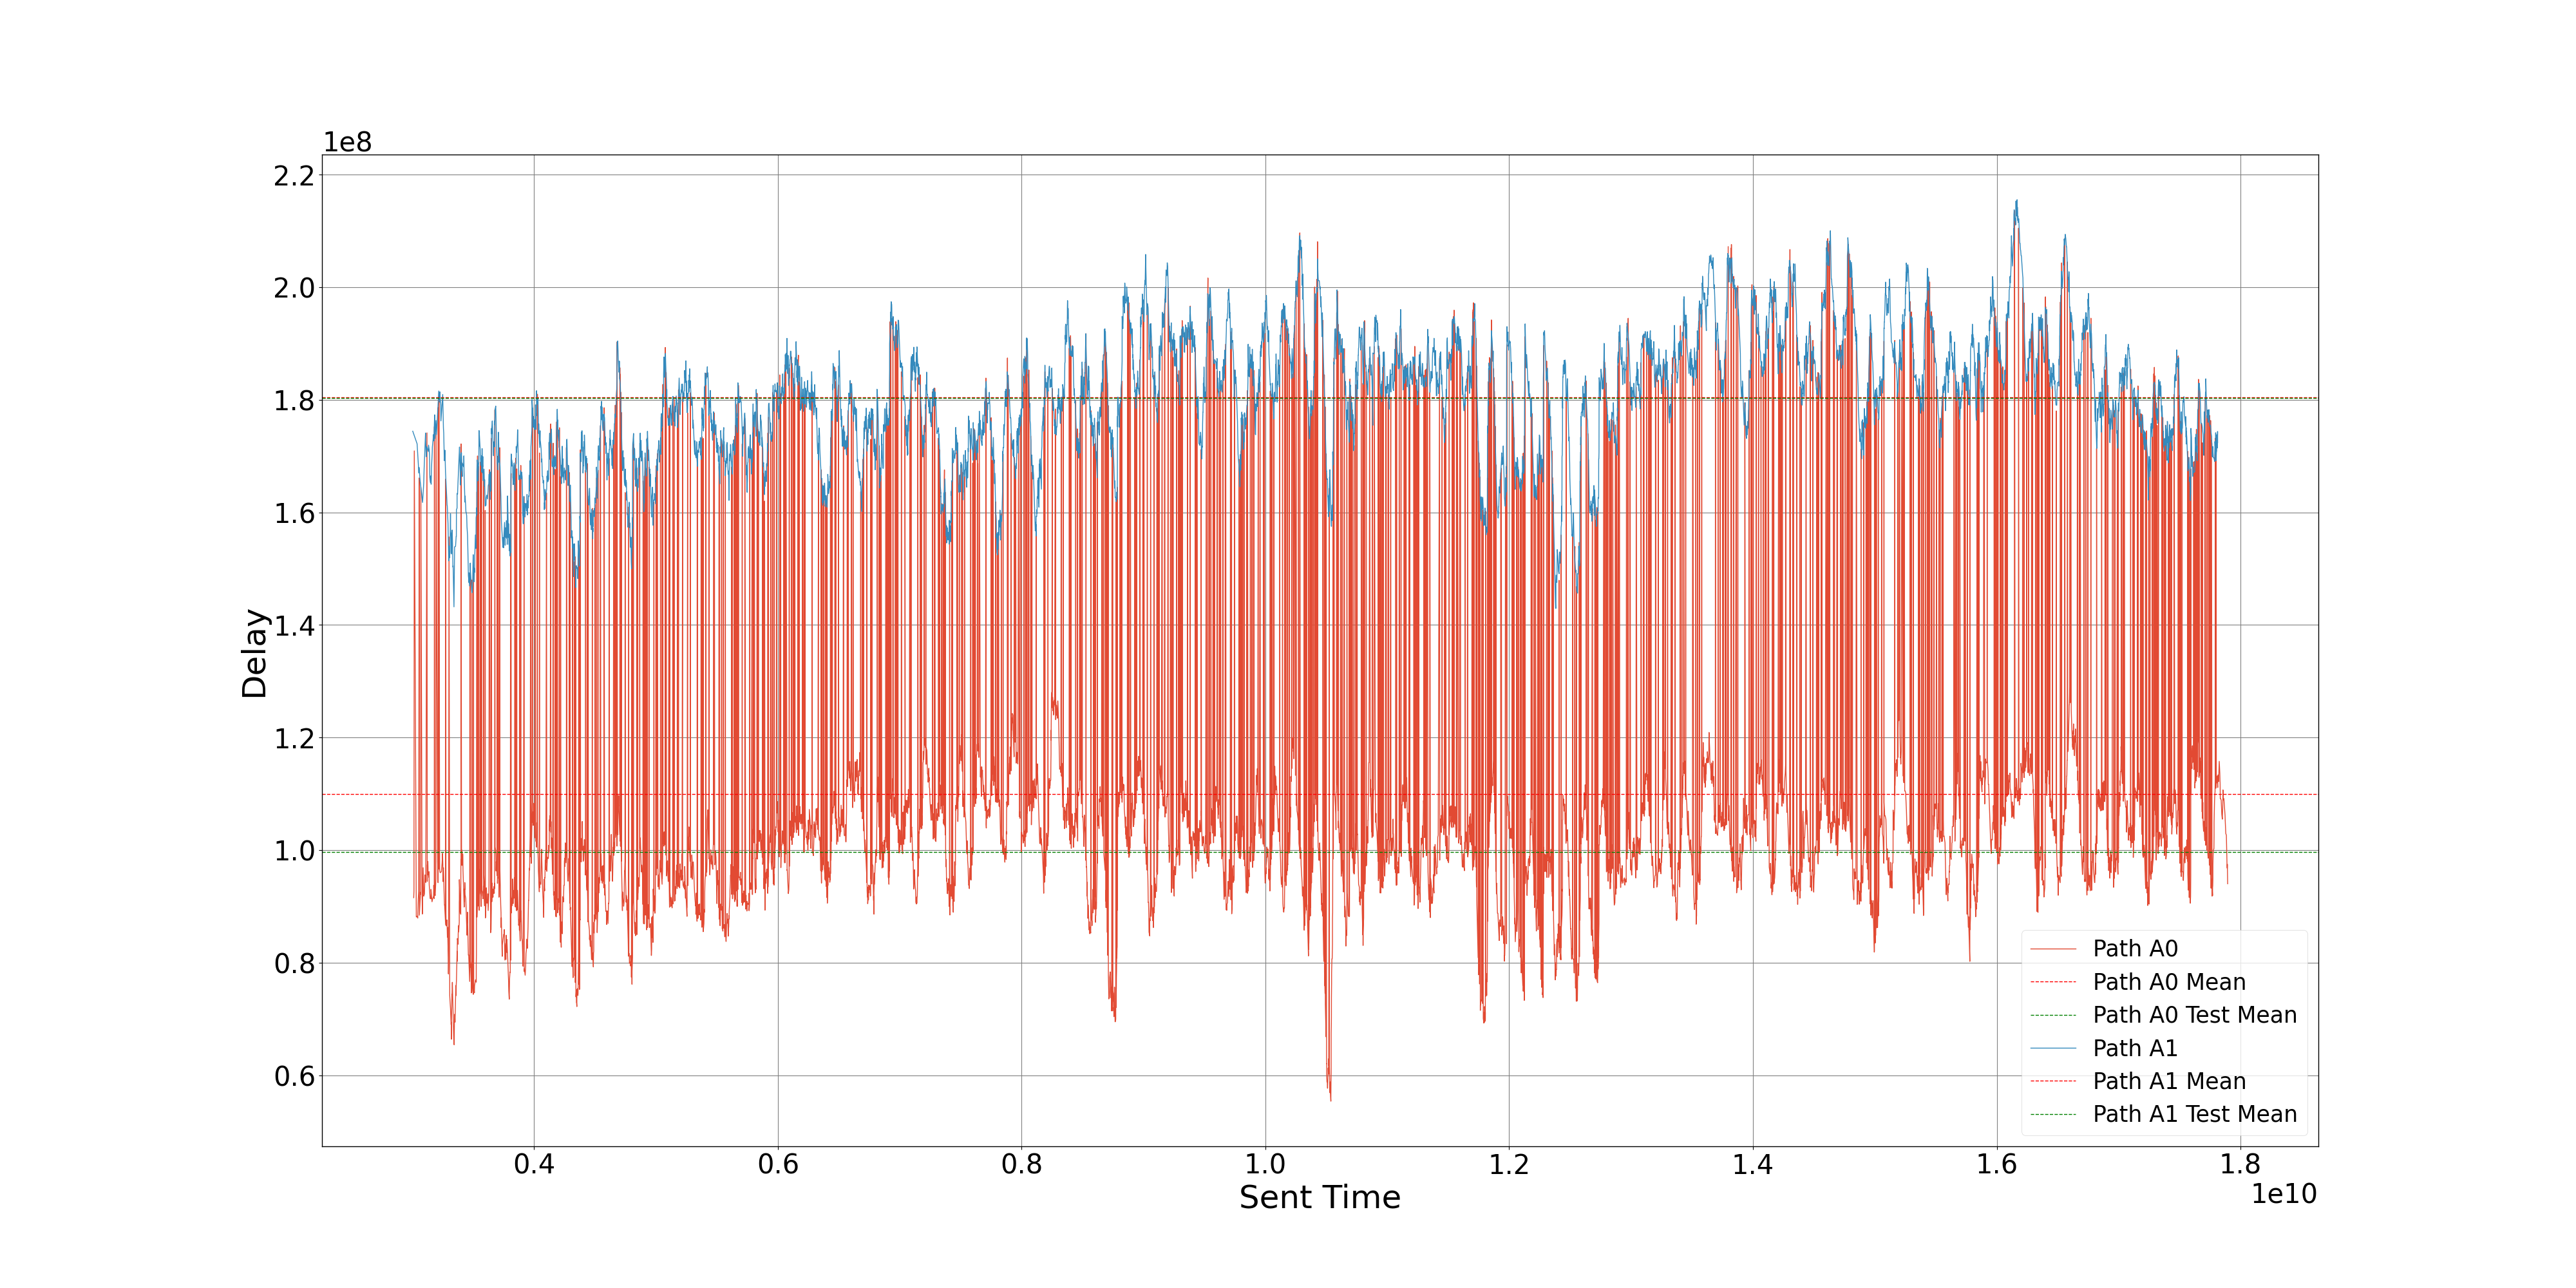 1e8
2.2
2.0
1.8
1.6
1.4
1.2
1.0
0.8
0.6
Delay
0.4 0.6 0.8 1.0 1.2 1.4 1.6 1.8
1e10
Sent Time
Path A0
Path A0 Mean
Path A0 Test Mean
Path A1
Path A1 Mean
Path A1 Test Mean